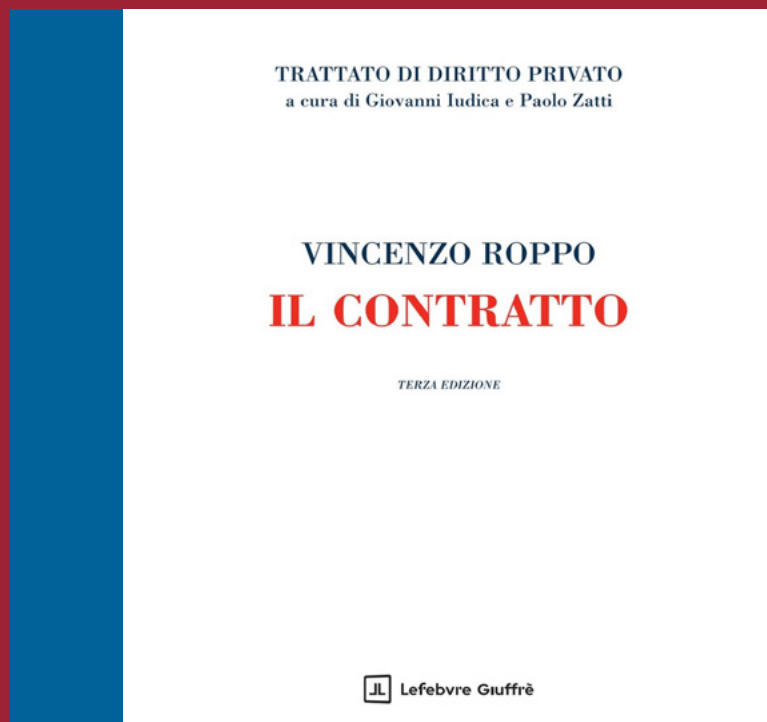 TRATTATO DI DIRITTO PRIVATO
a cura di Giovanni Iudica e Paolo Zatti
VINCENZO ROPPO
IL CONTRATTO
TERZA EDIZIONE
Lefebvre Giuffrè